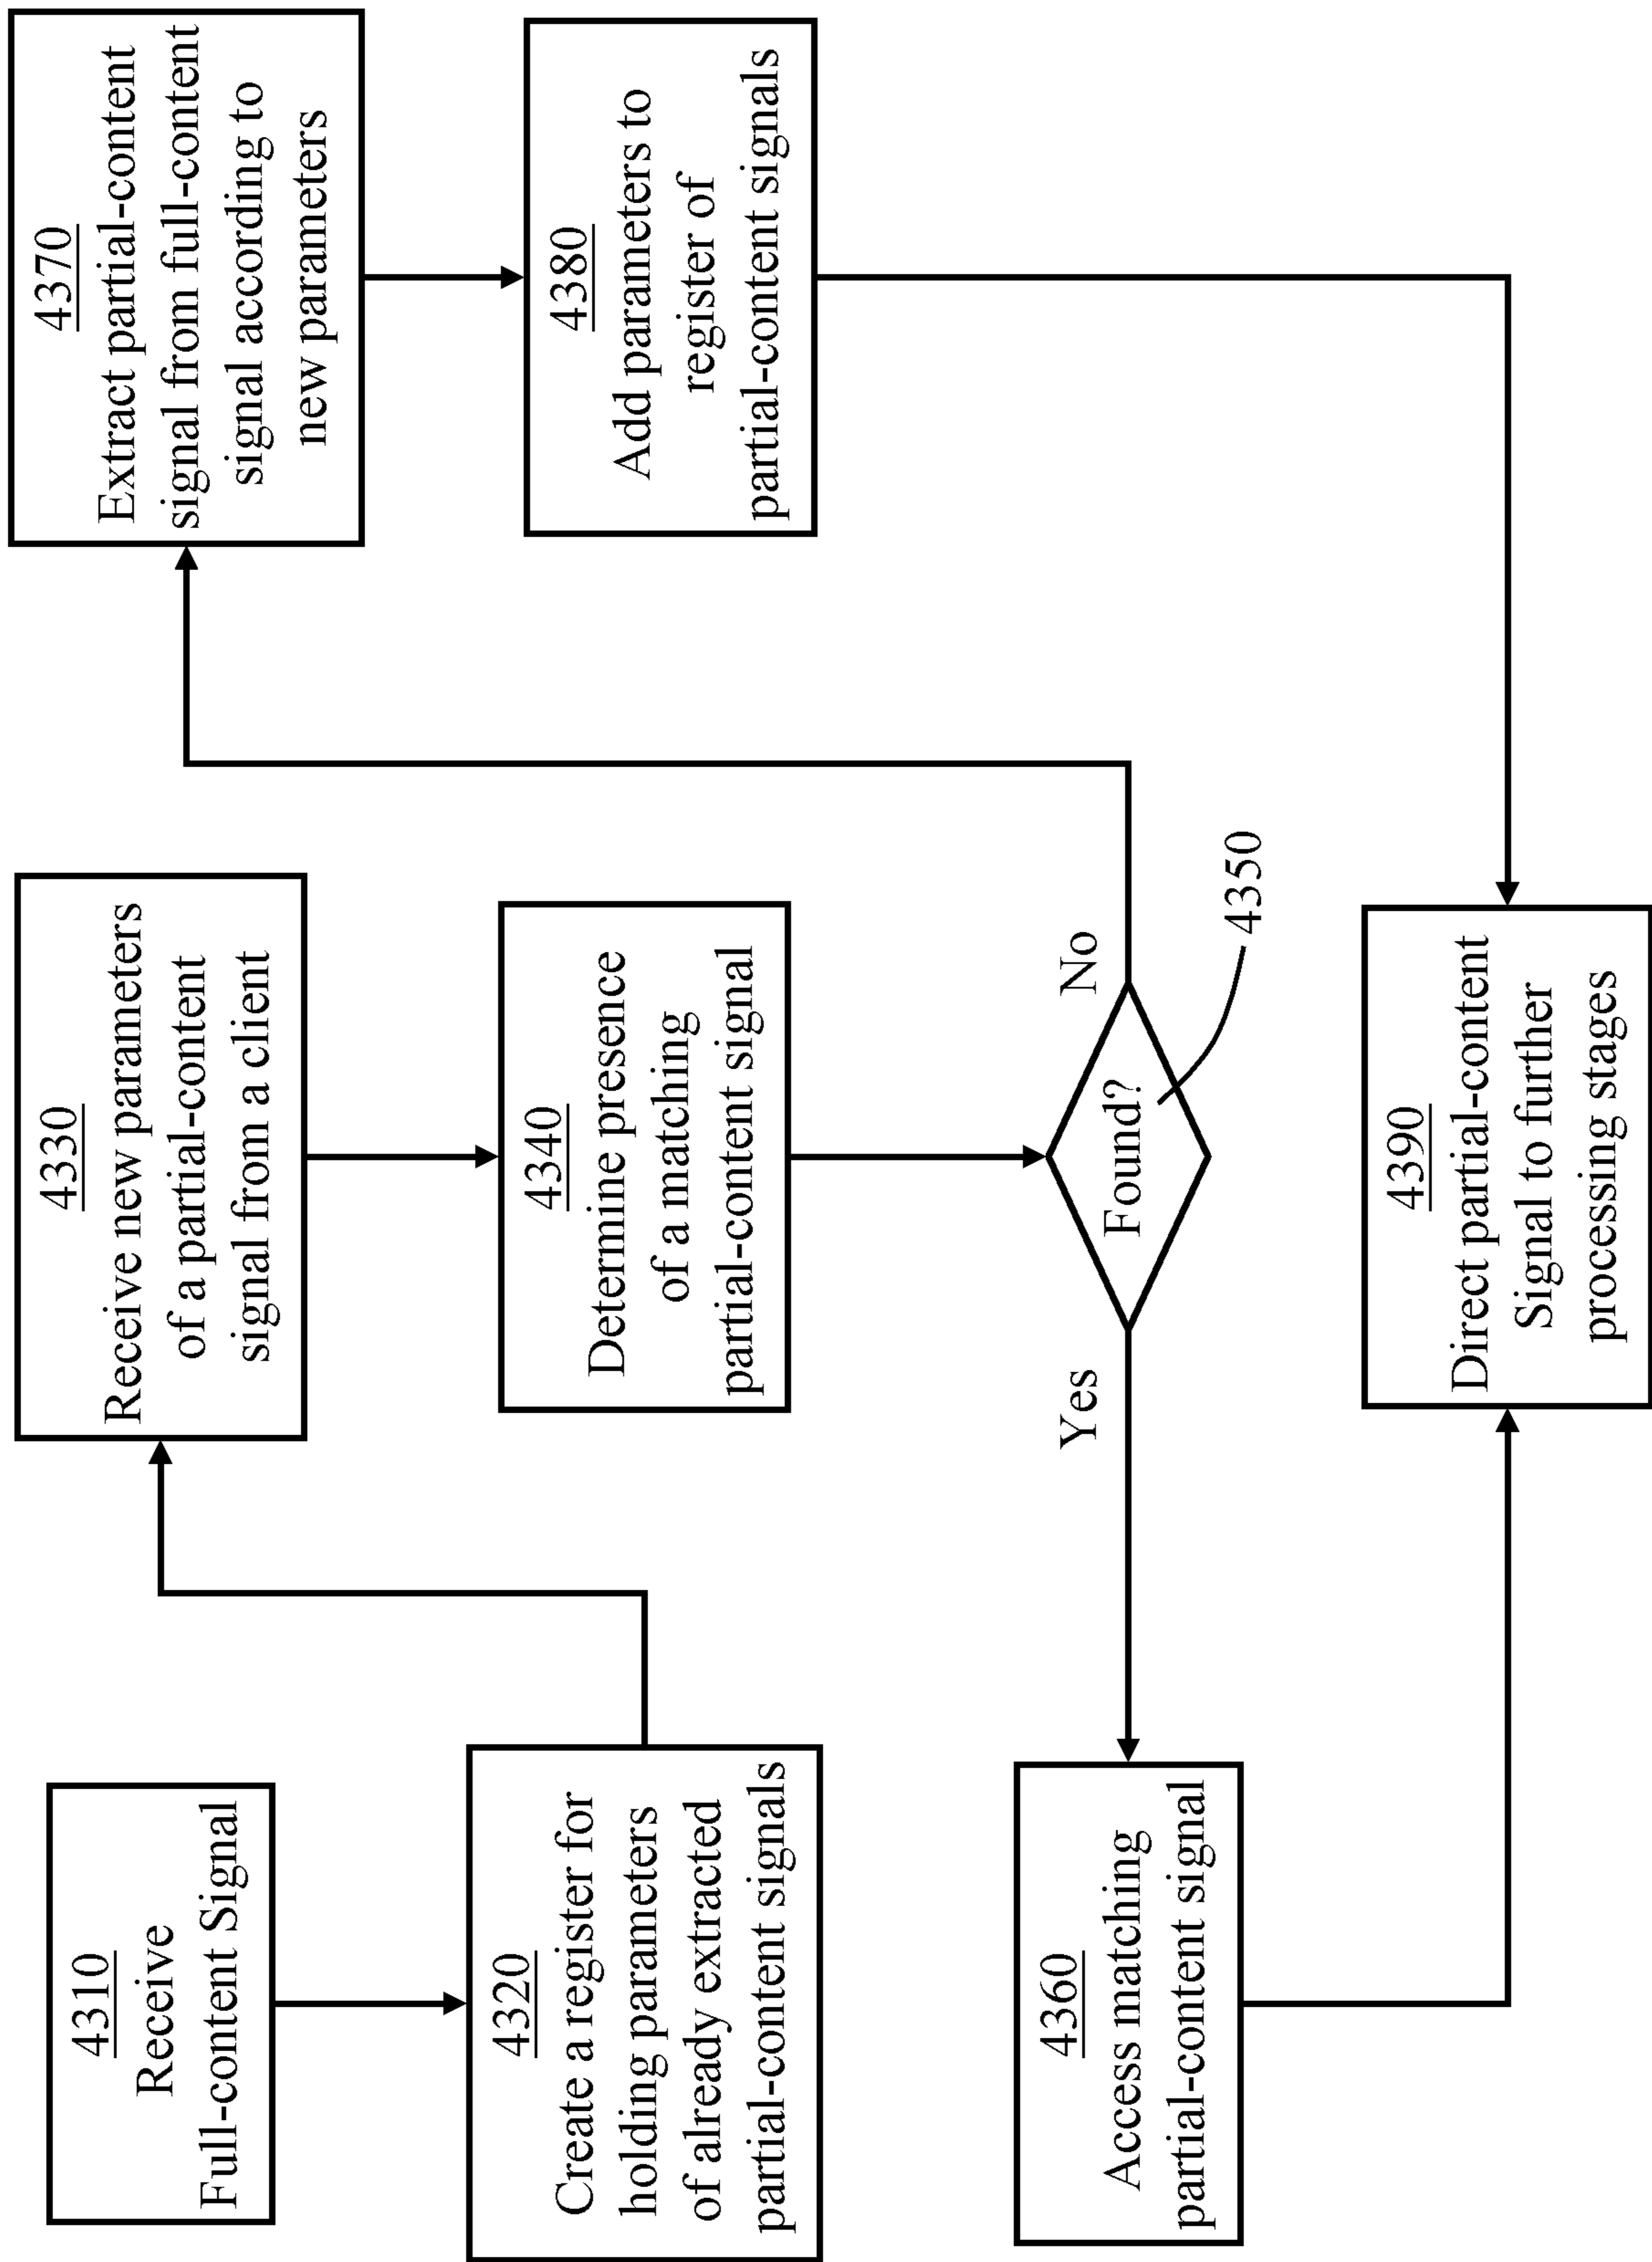 4310
Receive
Full-content Signal
4320
Create a register for
holding parameters
of already extracted
partial-content signals
4330
Receive new parameters
of a partial-content
signal from a client
4340
Determine presence
of a matching
partial-content signal
Found?
4350
Yes
No
4360
Access matching
partial-content signal
4370
Extract partial-content
signal from full-content
signal according to
new parameters
4380
Add parameters to
register of
partial-content signals
4390
Direct partial-content
Signal to further
processing stages